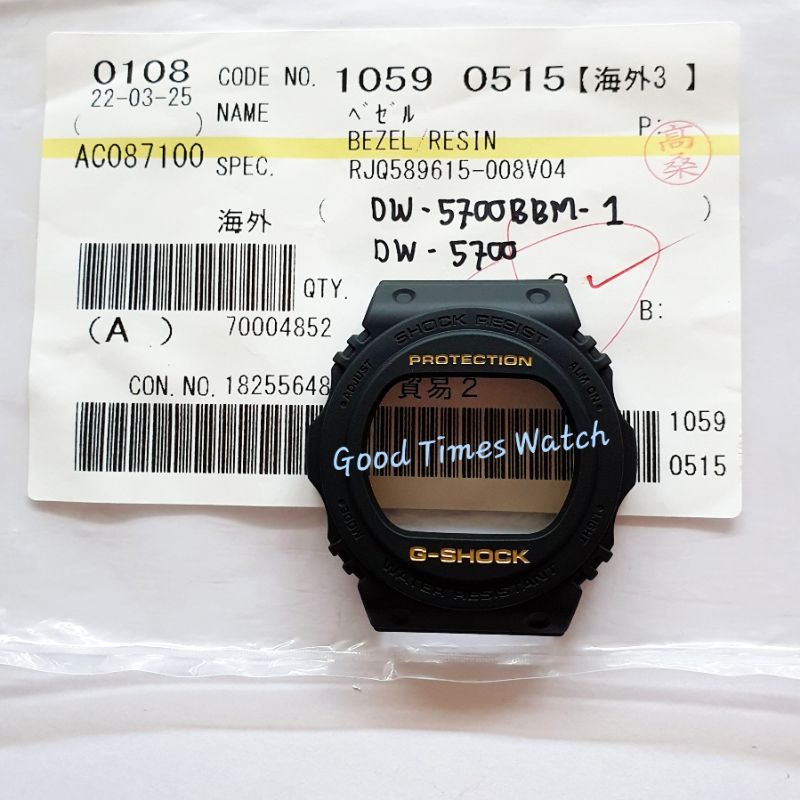 0108 CODE NO. 1059 0515【海外3 】
22-03-25
( ) NAME ベゼル P:
BEZEL/RESIN
AC087100 SPEC. RJQ589615-008V04
高桑
海外 ( DW-5700BBM-1 )
DW-5700
QTY. B:
(A ) 70004852
CON.NO.18255648 貿易2
1059
0515
SHOCK RESIST
PROTECTION
ADJUST ALM ON
Good Times Watch
MODE LIGHT
G-SHOCK
WATER RESISTANT